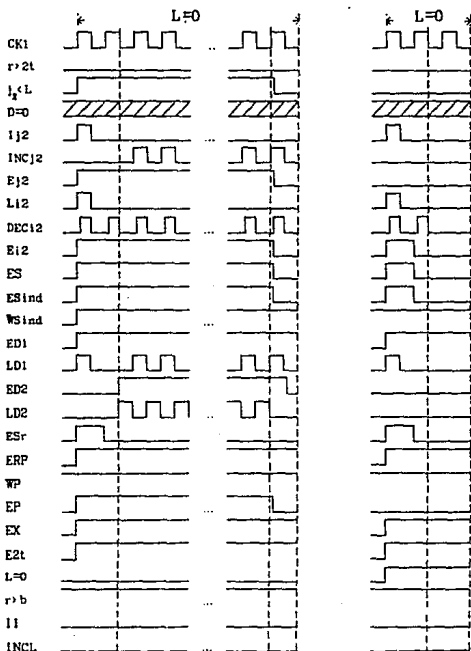 L=0 L=0
CK1
r>2t
j₂<L
D=0
Ij2
INCj2
Ej2
Li2
DECi2
Ei2
ES
ESind
WSind
ED1
LD1
ED2
LD2
ESr
ERP
WP
EP
EX
E2t
L=0
r>b
I1
INCL